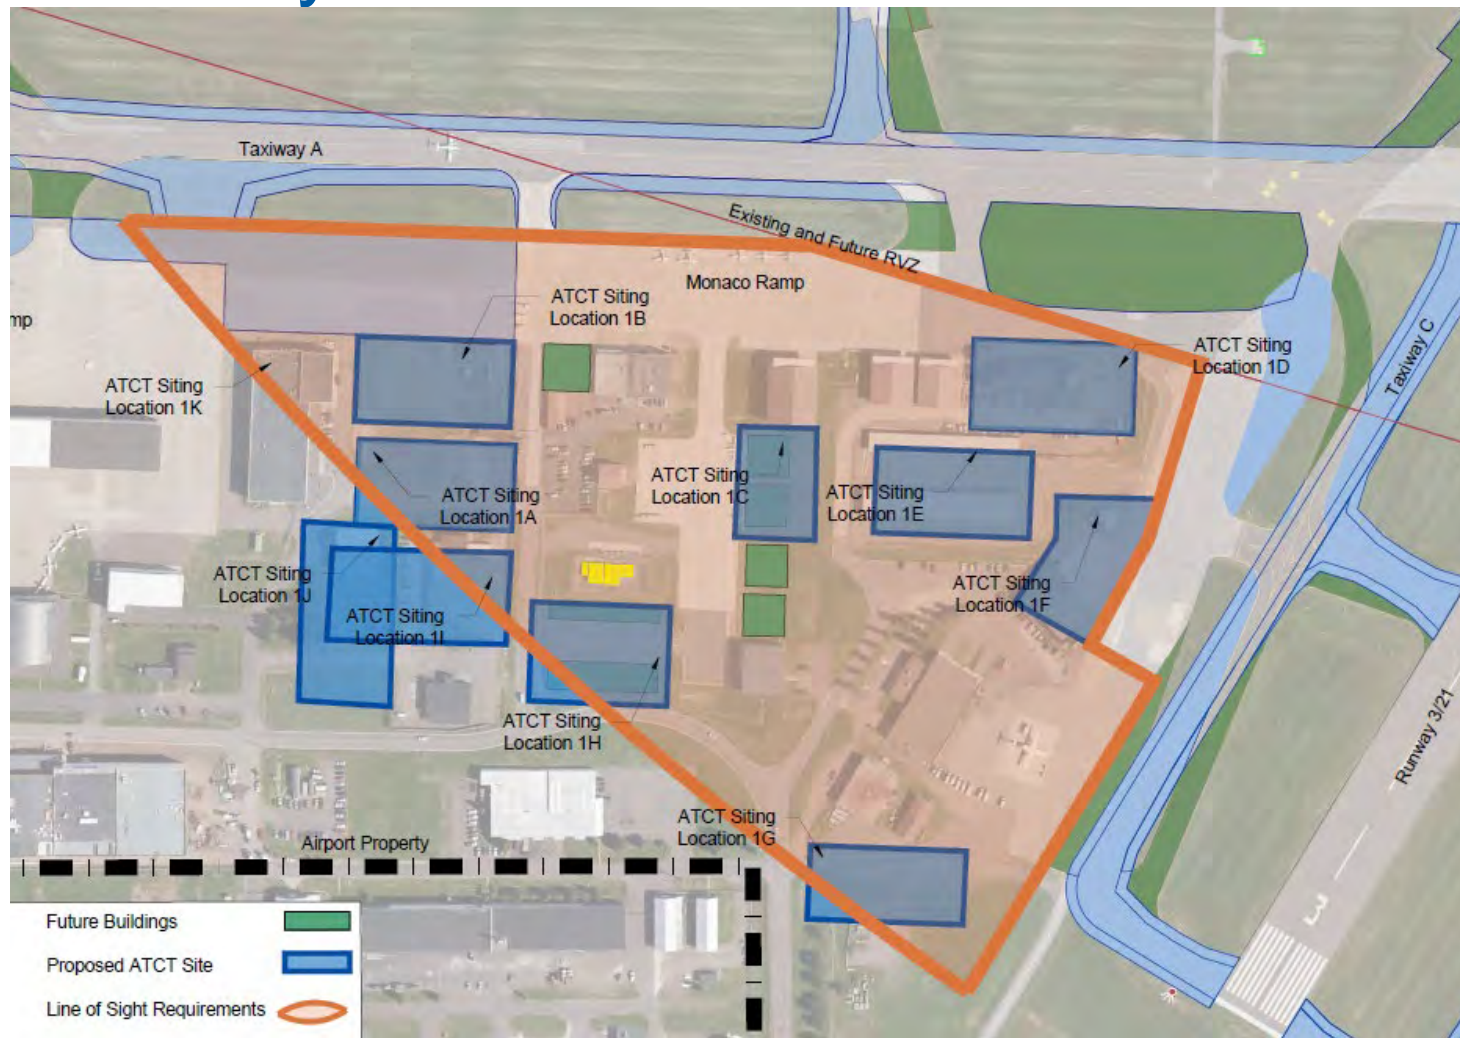 Taxiway A
Existing and Future RVZ
Monaco Ramp
ATCT Siting
Location 1B
mp
ATCT Siting
Location 1D
Taxiway C
ATCT Siting
Location 1K
ATCT Siting
Location 1C
ATCT Siting
Location 1A
ATCT Siting
Location 1E
ATCT Siting
Location 1J
ATCT Siting
Location 1F
ATCT Siting
Location 1I
ATCT Siting
Location 1H
Runway 3/21
ATCT Siting
Location 1G
Airport Property
3
Future Buildings
Proposed ATCT Site
Line of Sight Requirements